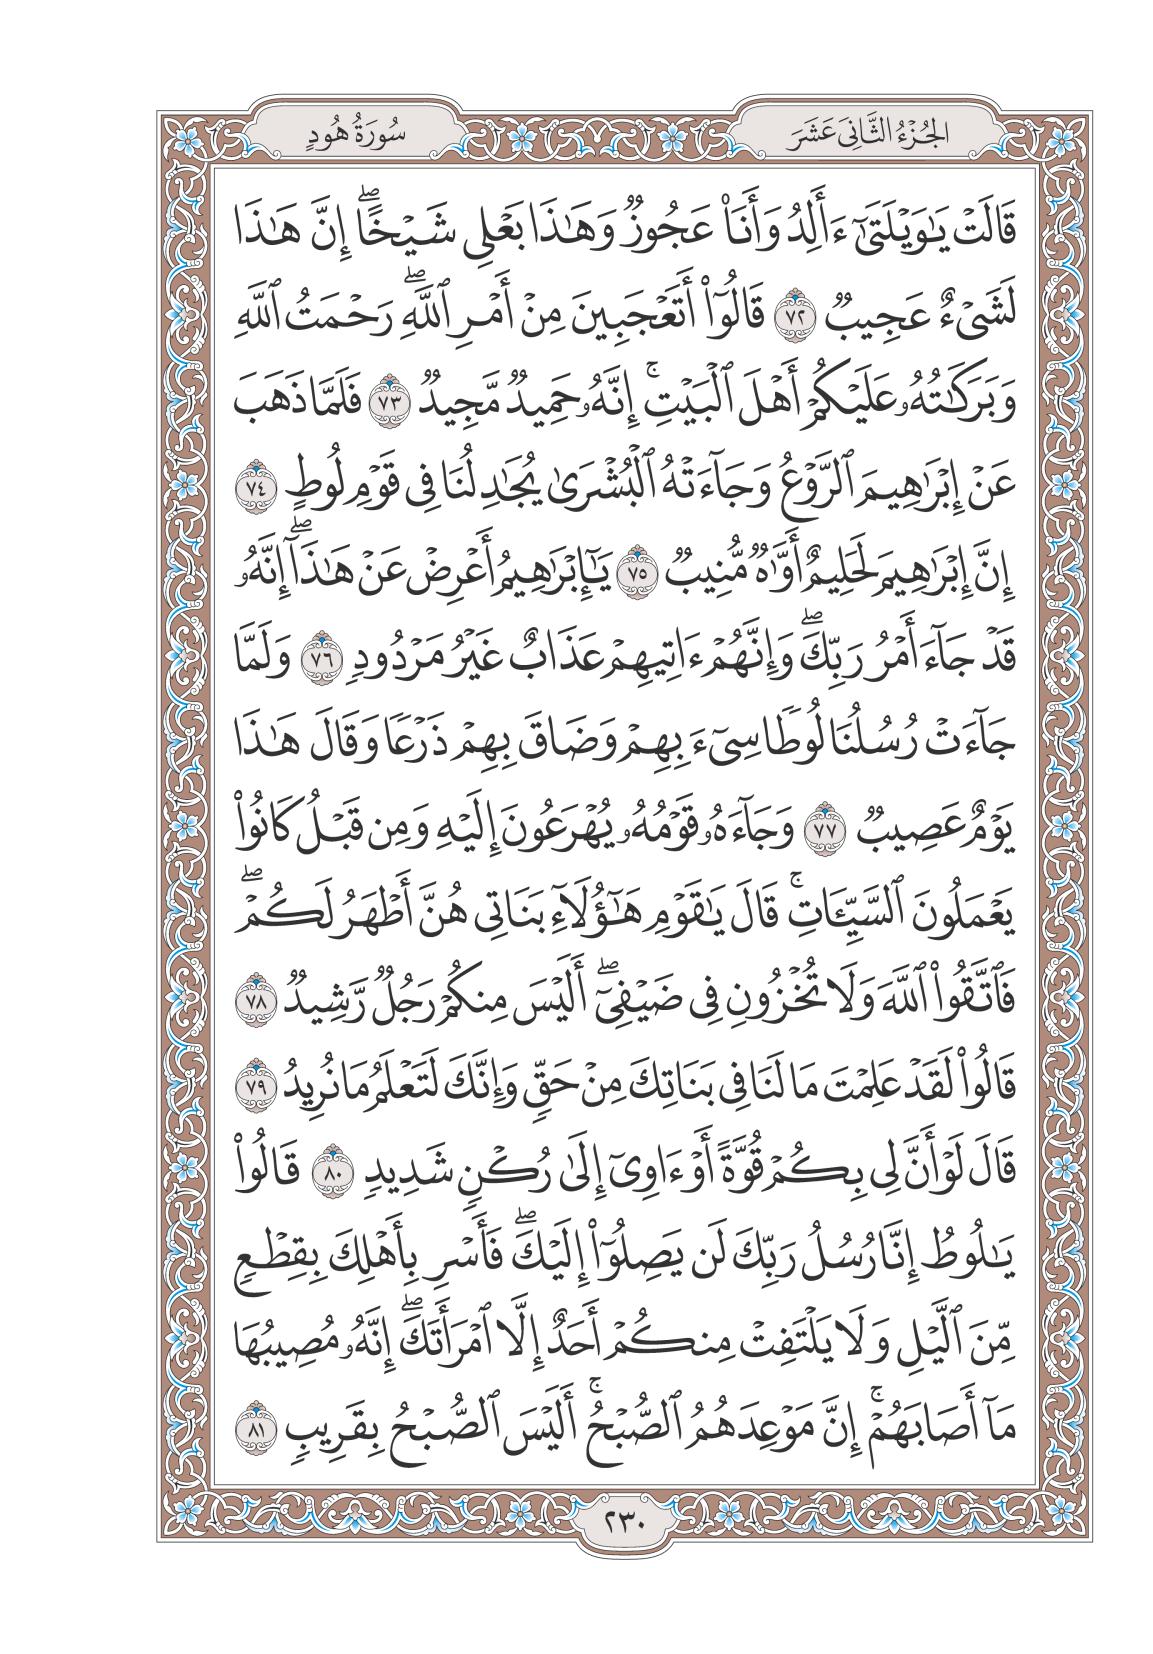 الجُزْءُ الثَّانِي عَشَرَ
سُورَةُ هُودٍ
قَالَتْ يَٰوَيْلَتَىٰٓ ءَأَلِدُ وَأَنَا۠ عَجُوزٌ وَهَٰذَا بَعْلِي شَيْخًاۖ إِنَّ هَٰذَا
لَشَيْءٌ عَجِيبٌ ٧٢ قَالُوٓا۟ أَتَعْجَبِينَ مِنْ أَمْرِ ٱللَّهِۖ رَحْمَتُ ٱللَّهِ
وَبَرَكَٰتُهُۥ عَلَيْكُمْ أَهْلَ ٱلْبَيْتِۚ إِنَّهُۥ حَمِيدٌ مَّجِيدٌ ٧٣ فَلَمَّا ذَهَبَ
عَنْ إِبْرَٰهِيمَ ٱلرَّوْعُ وَجَآءَتْهُ ٱلْبُشْرَىٰ يُجَٰدِلُنَا فِي قَوْمِ لُوطٍ ٧٤
إِنَّ إِبْرَٰهِيمَ لَحَلِيمٌ أَوَّٰهٌ مُّنِيبٌ ٧٥ يَٰٓإِبْرَٰهِيمُ أَعْرِضْ عَنْ هَٰذَآۖ إِنَّهُۥ
قَدْ جَآءَ أَمْرُ رَبِّكَۖ وَإِنَّهُمْ ءَاتِيهِمْ عَذَابٌ غَيْرُ مَرْدُودٍ ٧٦ وَلَمَّا
جَآءَتْ رُسُلُنَا لُوطًا سِيٓءَ بِهِمْ وَضَاقَ بِهِمْ ذَرْعًا وَقَالَ هَٰذَا
يَوْمٌ عَصِيبٌ ٧٧ وَجَآءَهُۥ قَوْمُهُۥ يُهْرَعُونَ إِلَيْهِ وَمِن قَبْلُ كَانُوا۟
يَعْمَلُونَ ٱلسَّيِّـَٔاتِۚ قَالَ يَٰقَوْمِ هَٰٓؤُلَآءِ بَنَاتِي هُنَّ أَطْهَرُ لَكُمْۖ
فَٱتَّقُوا۟ ٱللَّهَ وَلَا تُخْزُونِ فِي ضَيْفِيٓۖ أَلَيْسَ مِنكُمْ رَجُلٌ رَّشِيدٌ ٧٨
قَالُوا۟ لَقَدْ عَلِمْتَ مَا لَنَا فِي بَنَاتِكَ مِنْ حَقٍّ وَإِنَّكَ لَتَعْلَمُ مَا نُرِيدُ ٧٩
قَالَ لَوْ أَنَّ لِي بِكُمْ قُوَّةً أَوْ ءَاوِيٓ إِلَىٰ رُكْنٍ شَدِيدٍ ٨٠ قَالُوا۟
يَٰلُوطُ إِنَّا رُسُلُ رَبِّكَ لَن يَصِلُوٓا۟ إِلَيْكَۖ فَأَسْرِ بِأَهْلِكَ بِقِطْعٍ
مِّنَ ٱلَّيْلِ وَلَا يَلْتَفِتْ مِنكُمْ أَحَدٌ إِلَّا ٱمْرَأَتَكَۖ إِنَّهُۥ مُصِيبُهَا
مَآ أَصَابَهُمْۚ إِنَّ مَوْعِدَهُمُ ٱلصُّبْحُۚ أَلَيْسَ ٱلصُّبْحُ بِقَرِيبٍ ٨١
٢٣٠